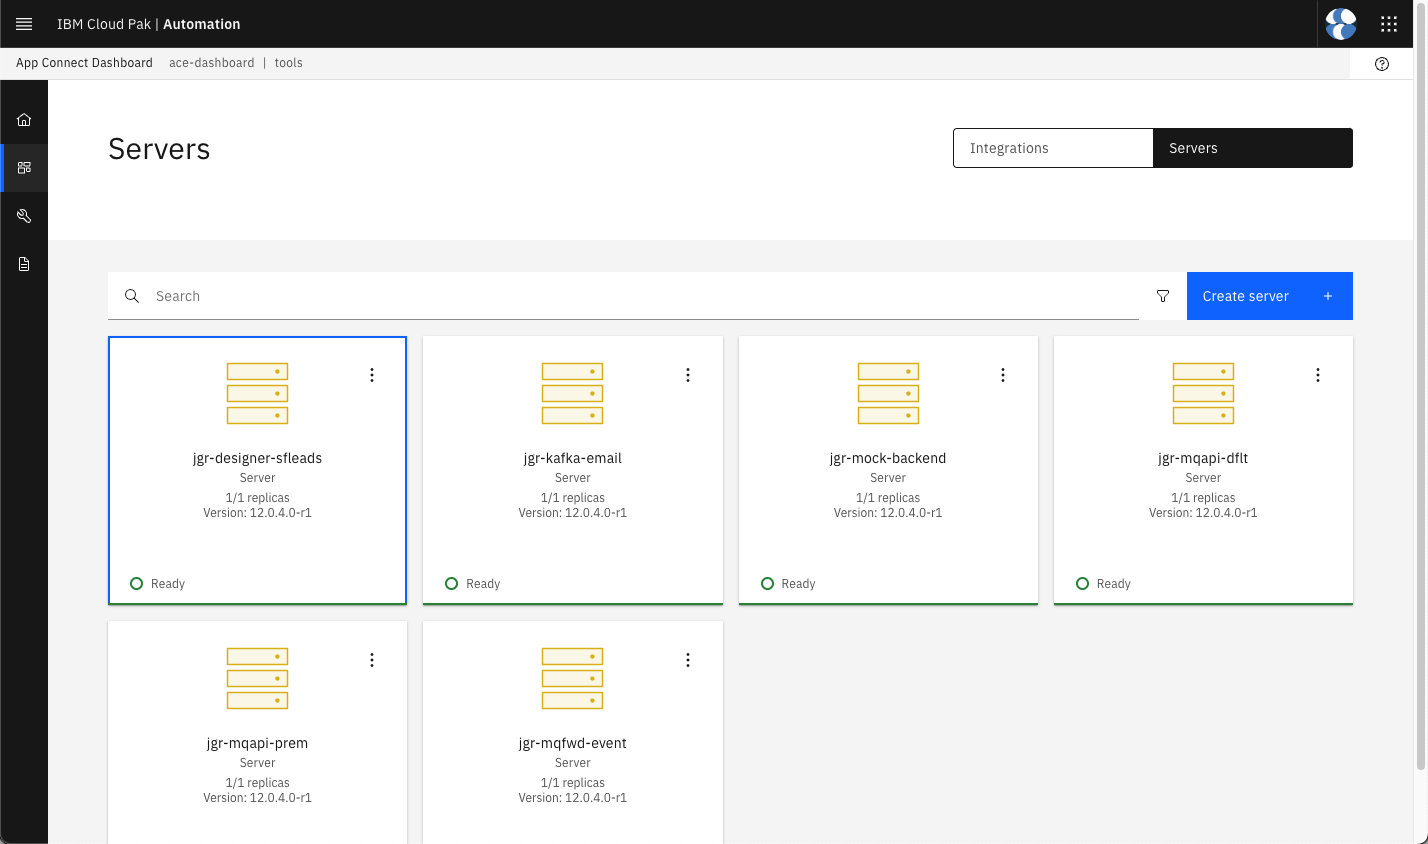 IBM Cloud Pak | Automation
App Connect Dashboard ace-dashboard | tools
Servers
Integrations
Servers
Search
Create server +
jgr-designer-sfleads
Server
1/1 replicas
Version: 12.0.4.0-r1
Ready
jgr-kafka-email
Server
1/1 replicas
Version: 12.0.4.0-r1
Ready
jgr-mock-backend
Server
1/1 replicas
Version: 12.0.4.0-r1
Ready
jgr-mqapi-dflt
Server
1/1 replicas
Version: 12.0.4.0-r1
Ready
jgr-mqapi-prem
Server
1/1 replicas
Version: 12.0.4.0-r1
jgr-mqfwd-event
Server
1/1 replicas
Version: 12.0.4.0-r1